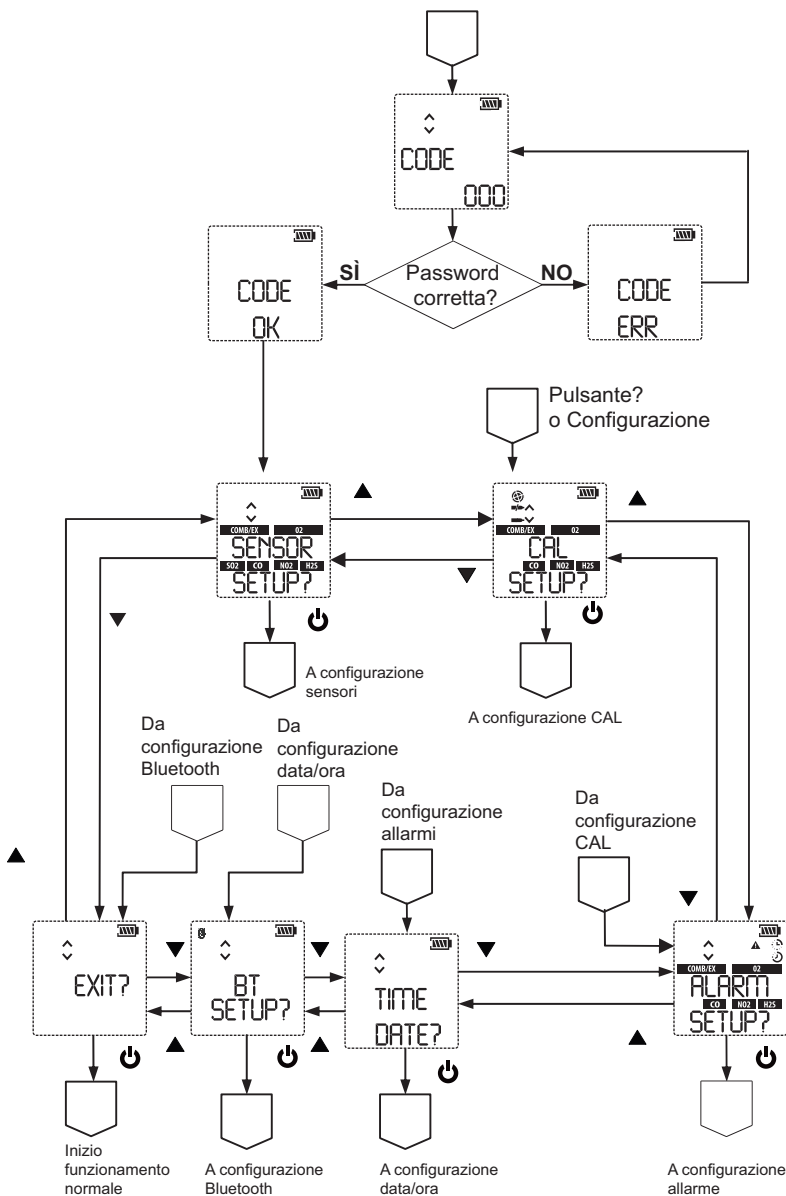 CODE
000
SÌ
Password
corretta?
NO
CODE
OK
CODE
ERR
Pulsante?
o Configurazione
COMB/EX O2
SENSOR
SO2 CO NO2 H2S
SETUP?
COMB/EX O2
CAL
CO NO2 H2S
SETUP?
A configurazione
sensori
A configurazione CAL
Da
configurazione
Bluetooth
Da
configurazione
data/ora
Da
configurazione
allarmi
Da
configurazione
CAL
EXIT?
BT
SETUP?
TIME
DATE?
COMB/EX O2
ALARM
CO NO2 H2S
SETUP?
Inizio
funzionamento
normale
A configurazione
Bluetooth
A configurazione
data/ora
A configurazione
allarme